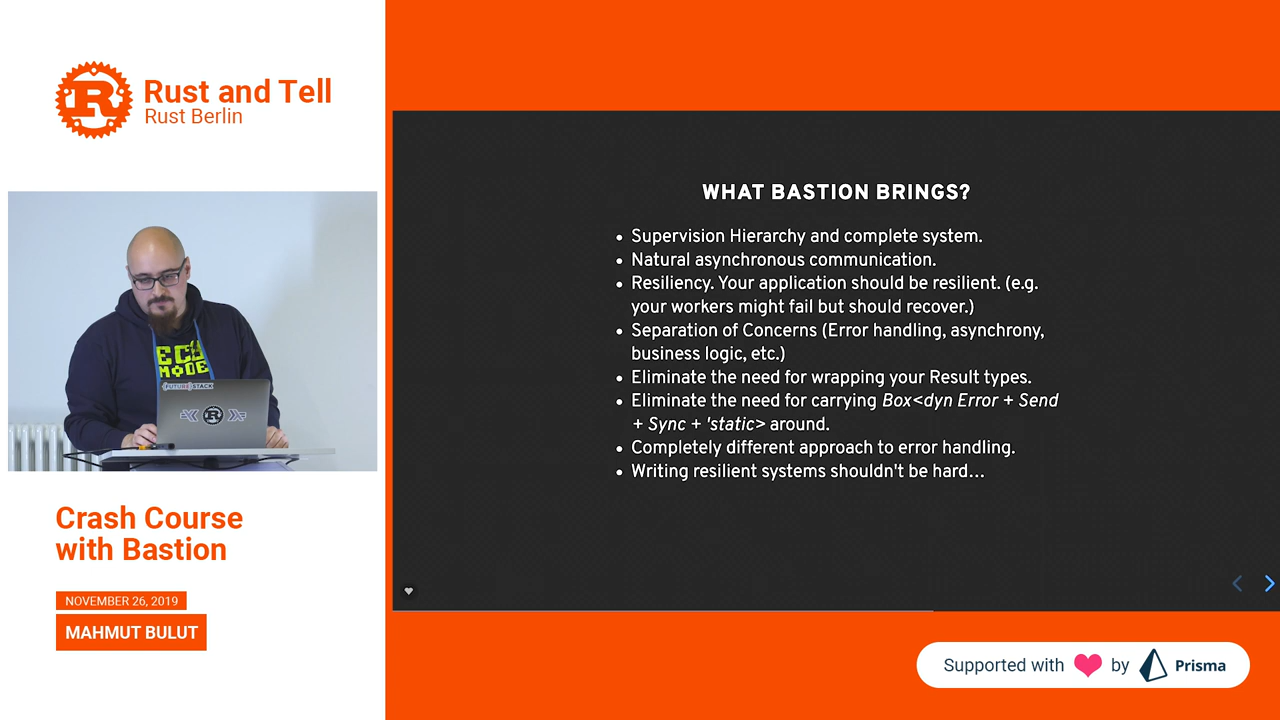 Rust and Tell
Rust Berlin
ECO
MODE
FUTURESTACK
Crash Course
with Bastion
NOVEMBER 26, 2019
MAHMUT BULUT
WHAT BASTION BRINGS?
• Supervision Hierarchy and complete system.
• Natural asynchronous communication.
• Resiliency. Your application should be resilient. (e.g.
your workers might fail but should recover.)
• Separation of Concerns (Error handling, asynchrony,
business logic, etc.)
• Eliminate the need for wrapping your Result types.
• Eliminate the need for carrying Box<dyn Error + Send
+ Sync + 'static> around.
• Completely different approach to error handling.
• Writing resilient systems shouldn't be hard...
Supported with ❤ by Prisma